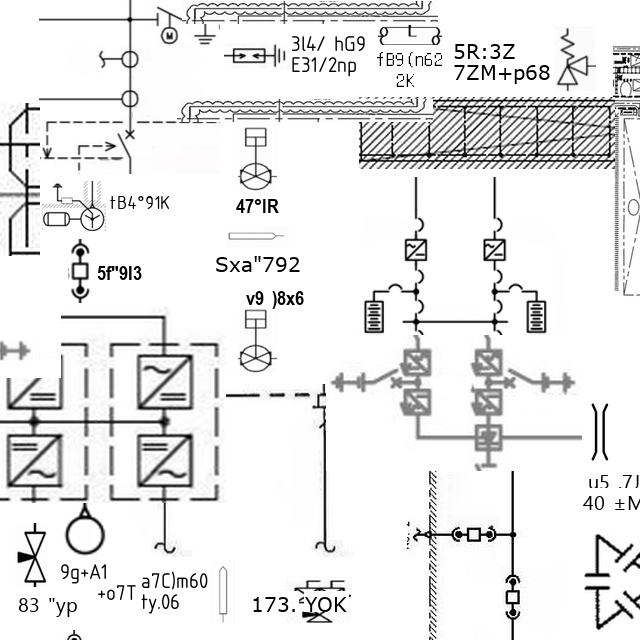 3l4/ hG9
E31/2np
fB9(n62
2K
5R:3Z
7ZM+p68
tB4°91K
47°IR
Sxa"792
5f"9l3
v9 )8x6
u5 .7J
40 ±M
9g+A1
+o7T
a7C)m60
ty.06
83 "yp
173.°YOK